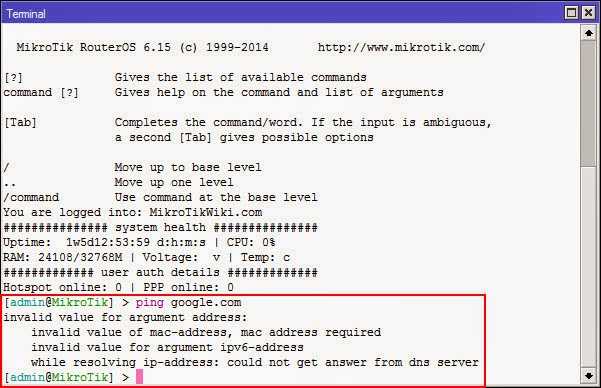 Terminal
MikroTik RouterOS 6.15 (c) 1999-2014       http://www.mikrotik.com/
[?]             Gives the list of available commands
command [?]     Gives help on the command and list of arguments
[Tab]           Completes the command/word. If the input is ambiguous,
                a second [Tab] gives possible options
/               Move up to base level
..              Move up one level
/command        Use command at the base level
You are logged into: MikroTikWiki.com
############### system health ###############
Uptime:  1w5d12:53:59 d:h:m:s | CPU: 0%
RAM: 24108/32768M | Voltage:  v | Temp: c
############# user auth details #############
Hotspot online: 0 | PPP online: 0
[admin@MikroTik] > ping google.com
invalid value for argument address:
    invalid value of mac-address, mac address required
    invalid value for argument ipv6-address
    while resolving ip-address: could not get answer from dns server
[admin@MikroTik] >